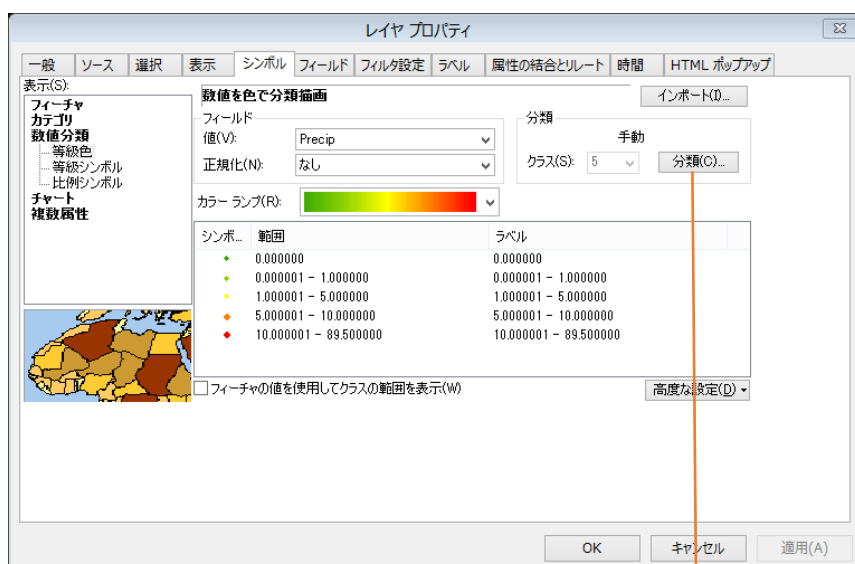 レイヤ プロパティ
一般 ソース 選択 表示 シンボル フィールド フィルタ設定 ラベル 属性の結合とリレート 時間 HTML ポップアップ
表示(S):
フィーチャ
カテゴリ
数値分類
等級色
等級シンボル
比例シンボル
チャート
複数属性
数値を色で分類描画
インポート(I)...
フィールド
値(V): Precip
正規化(N): なし
分類
手動
クラス(S): 5 分類(C)...
カラー ランプ(R):
シンボ... 範囲 ラベル
0.000000 0.000000
0.000001 - 1.000000 0.000001 - 1.000000
1.000001 - 5.000000 1.000001 - 5.000000
5.000001 - 10.000000 5.000001 - 10.000000
10.000001 - 89.500000 10.000001 - 89.500000
フィーチャの値を使用してクラスの範囲を表示(W)
高度な設定(D)
OK キャンセル 適用(A)